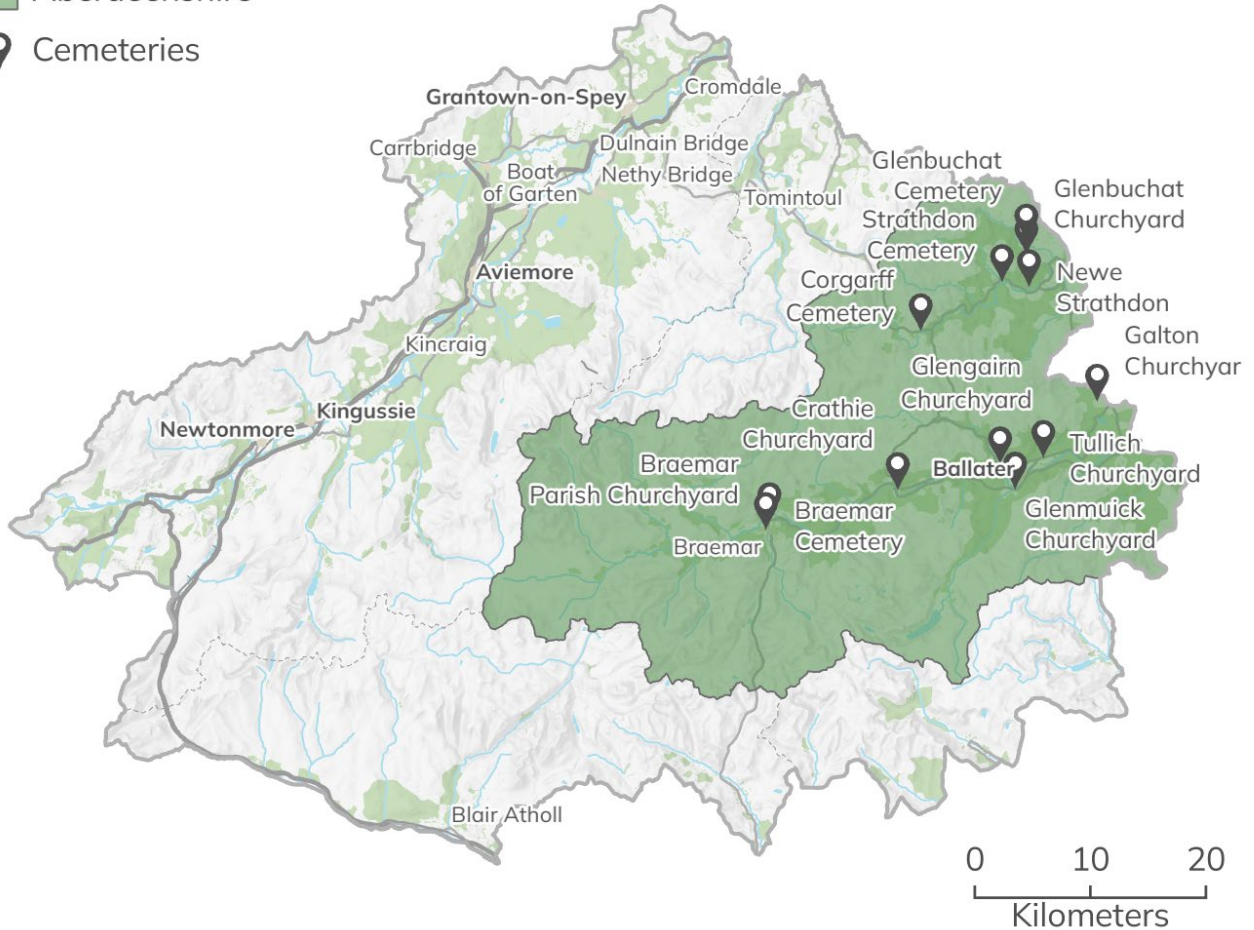 Cemeteries
Grantown-on-Spey
Cromdale
Carrbridge
Dulnain Bridge
Boat
of Garten
Nethy Bridge
Tomintoul
Glenbuchat
Cemetery
Glenbuchat
Churchyard
Strathdon
Cemetery
Aviemore
Newe
Strathdon
Corgarff
Cemetery
Galton
Churchyar
Kincraig
Glengairn
Churchyard
Kingussie
Newtonmore
Crathie
Churchyard
Tullich
Churchyard
Ballater
Braemar
Parish Churchyard
Braemar
Cemetery
Glenmuick
Churchyard
Braemar
Blair Atholl
0 10 20
Kilometers